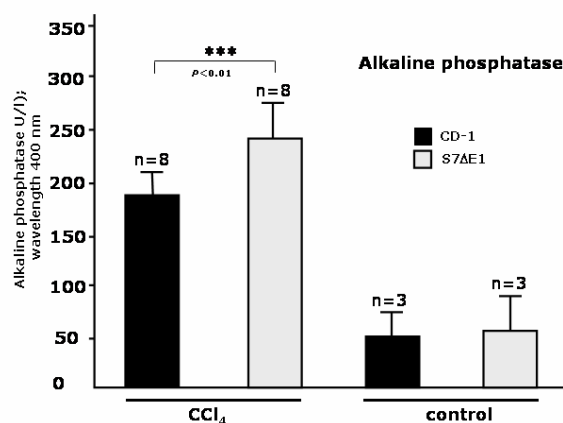 350
300
250
200
150
100
50
0
Alkaline phosphatase U/l);
wavelength 400 nm
***
P<0.01
n=8
n=8
n=3
n=3
Alkaline phosphatase
CD-1
S7ΔE1
CCl₄
control